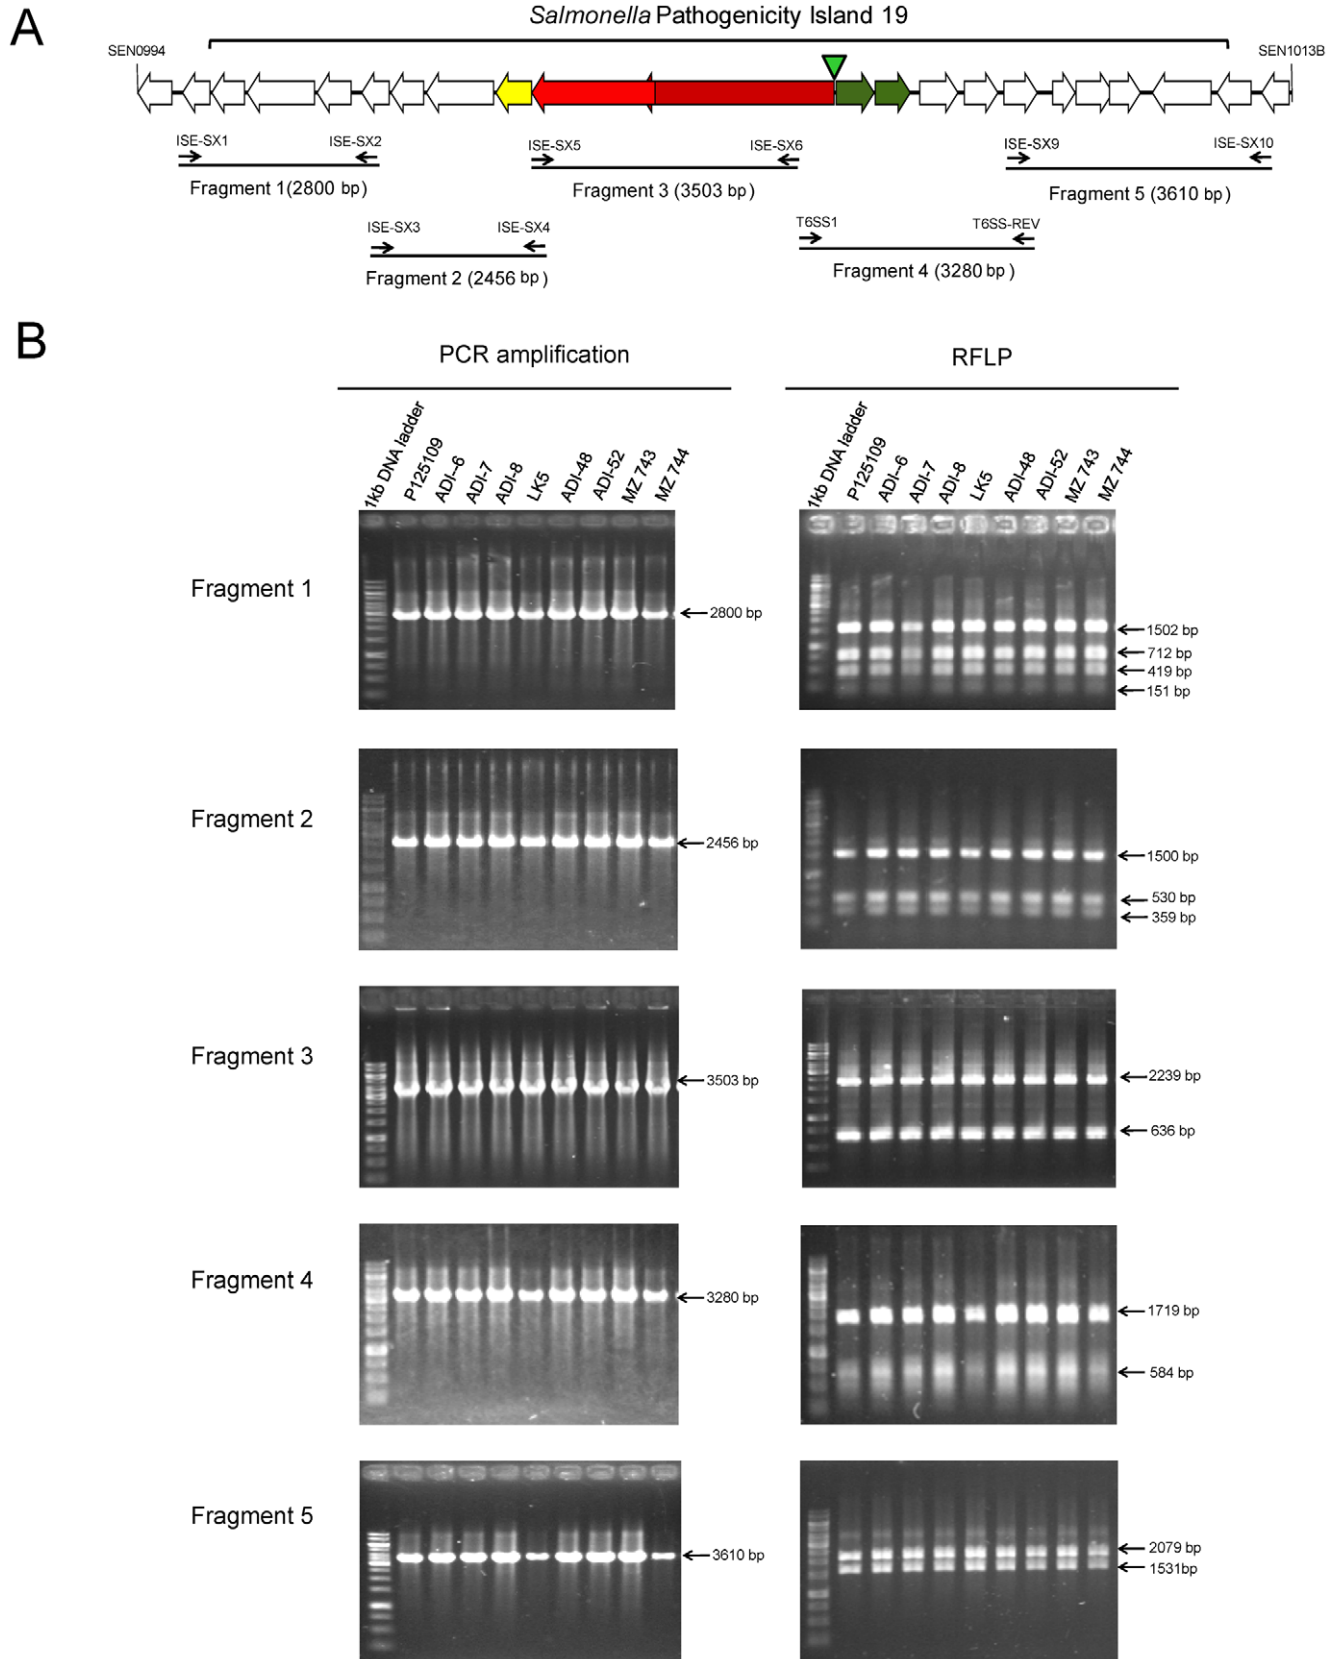 A
Salmonella Pathogenicity Island 19
SEN0994
SEN1013B
ISE-SX1
ISE-SX2
ISE-SX5
ISE-SX6
ISE-SX9
ISE-SX10
Fragment 1(2800 bp)
Fragment 3 (3503 bp)
Fragment 5 (3610 bp)
ISE-SX3
ISE-SX4
T6SS1
T6SS-REV
Fragment 2 (2456 bp)
Fragment 4 (3280 bp)
B
PCR amplification
RFLP
1kb DNA ladder
P125109
ADI--6
ADI-7
ADI-8
LK5
ADI-48
ADI-52
MZ 743
MZ 744
1kb DNA ladder
P125109
ADI--6
ADI-7
ADI-8
LK5
ADI-48
ADI-52
MZ 743
MZ 744
Fragment 1
2800 bp
1502 bp
712 bp
419 bp
151 bp
Fragment 2
2456 bp
1500 bp
530 bp
359 bp
Fragment 3
3503 bp
2239 bp
636 bp
Fragment 4
3280 bp
1719 bp
584 bp
Fragment 5
3610 bp
2079 bp
1531bp